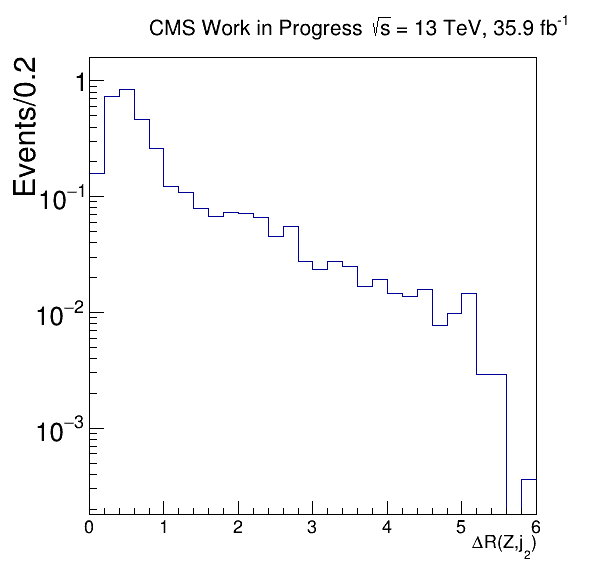 CMS Work in Progress √s = 13 TeV, 35.9 fb⁻¹
Events/0.2
1
10⁻¹
10⁻²
10⁻³
0 1 2 3 4 5 6
ΔR(Z,j₂)